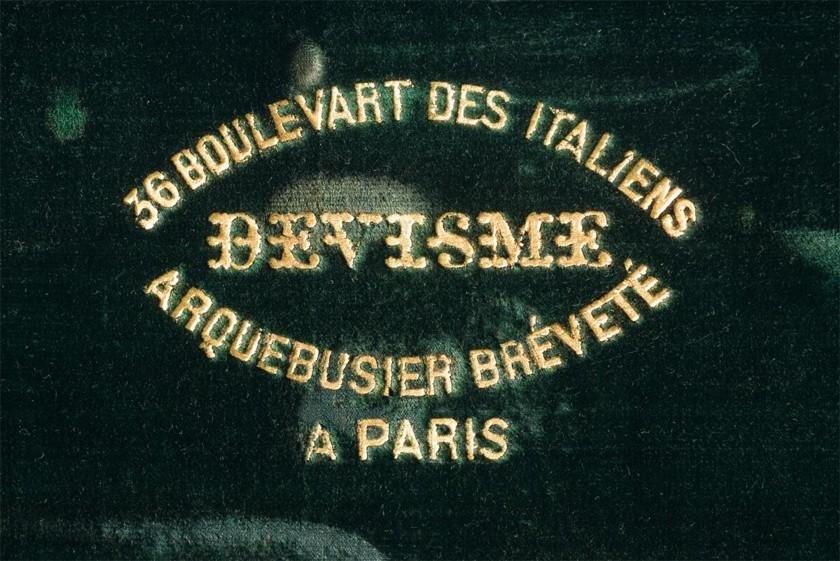 36 BOULEVART DES ITALIENS
DEVISME
ARQUEBUSIER BRÉVETÉ
A PARIS